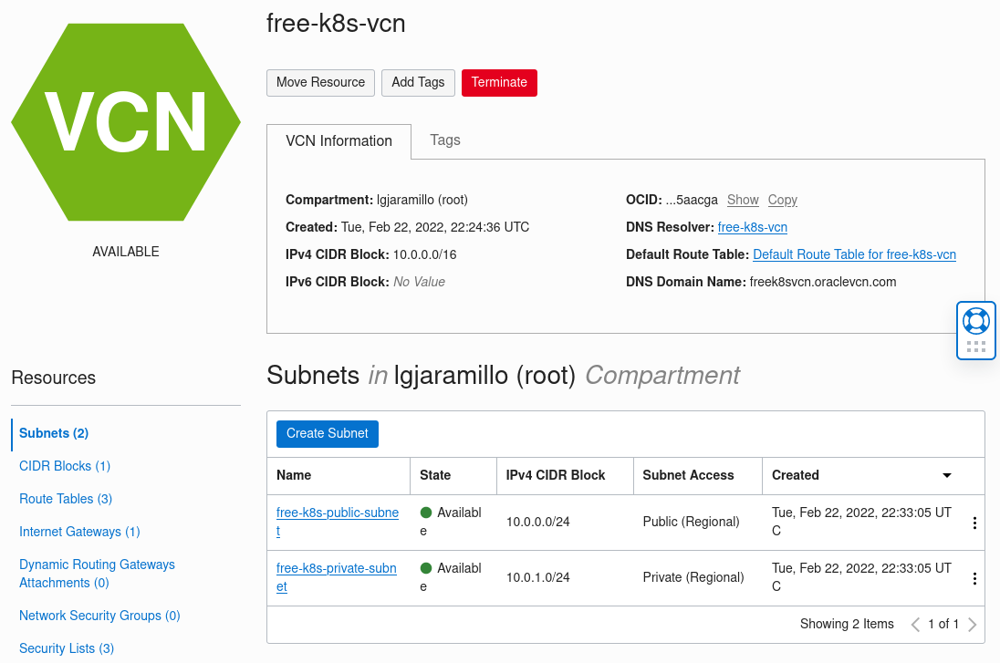 free-k8s-vcn
VCN
AVAILABLE
Move Resource Add Tags Terminate
VCN Information Tags
Compartment: lgjaramillo (root)
Created: Tue, Feb 22, 2022, 22:24:36 UTC
IPv4 CIDR Block: 10.0.0.0/16
IPv6 CIDR Block: No Value
OCID: ...5aacga Show Copy
DNS Resolver: free-k8s-vcn
Default Route Table: Default Route Table for free-k8s-vcn
DNS Domain Name: freek8svcn.oraclevcn.com
Resources
Subnets (2)
CIDR Blocks (1)
Route Tables (3)
Internet Gateways (1)
Dynamic Routing Gateways
Attachments (0)
Network Security Groups (0)
Security Lists (3)
Subnets in lgjaramillo (root) Compartment
Create Subnet
Name State IPv4 CIDR Block Subnet Access Created
free-k8s-public-subne Availabl 10.0.0.0/24 Public (Regional) Tue, Feb 22, 2022, 22:33:05 UT
t e C
free-k8s-private-subn Availabl 10.0.1.0/24 Private (Regional) Tue, Feb 22, 2022, 22:33:05 UT
et e C
Showing 2 Items 1 of 1